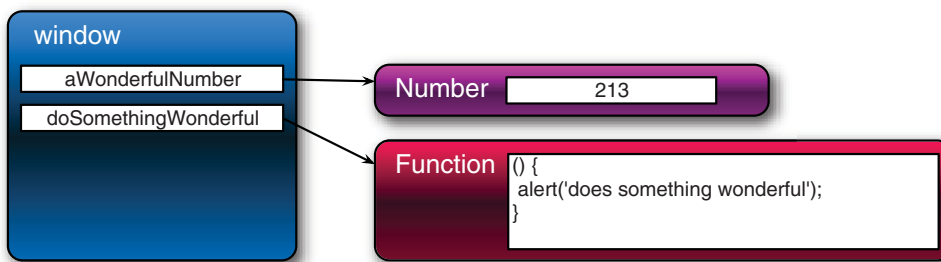 window
aWonderfulNumber
Number 213
doSomethingWonderful
Function () {
alert('does something wonderful');
}